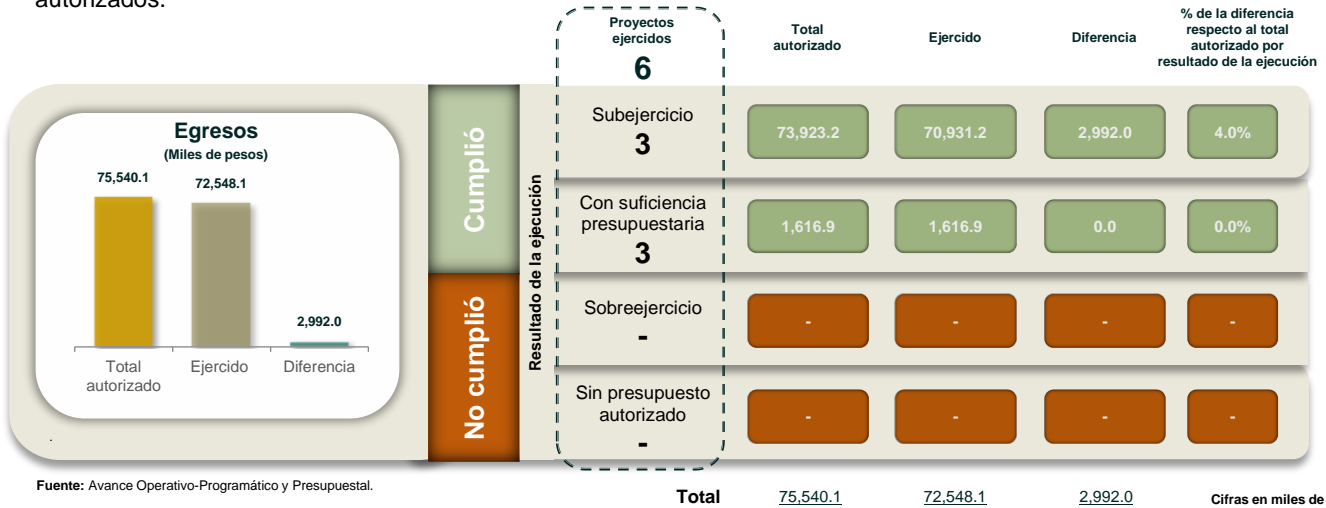 autorizados.
Proyectos
ejercidos
6
Total
autorizado
Ejercido
Diferencia
% de la diferencia
respecto al total
autorizado por
resultado de la ejecución
Egresos
(Miles de pesos)
75,540.1
72,548.1
2,992.0
Total
autorizado
Ejercido
Diferencia
.
Cumplió
No cumplió
Resultado de la ejecución
Subejercicio
3
73,923.2
70,931.2
2,992.0
4.0%
Con suficiencia
presupuestaria
3
1,616.9
1,616.9
0.0
0.0%
Sobreejercicio
-
-
-
-
-
Sin presupuesto
autorizado
-
-
-
-
-
Fuente: Avance Operativo-Programático y Presupuestal.
Total
75,540.1
72,548.1
2,992.0
Cifras en miles de